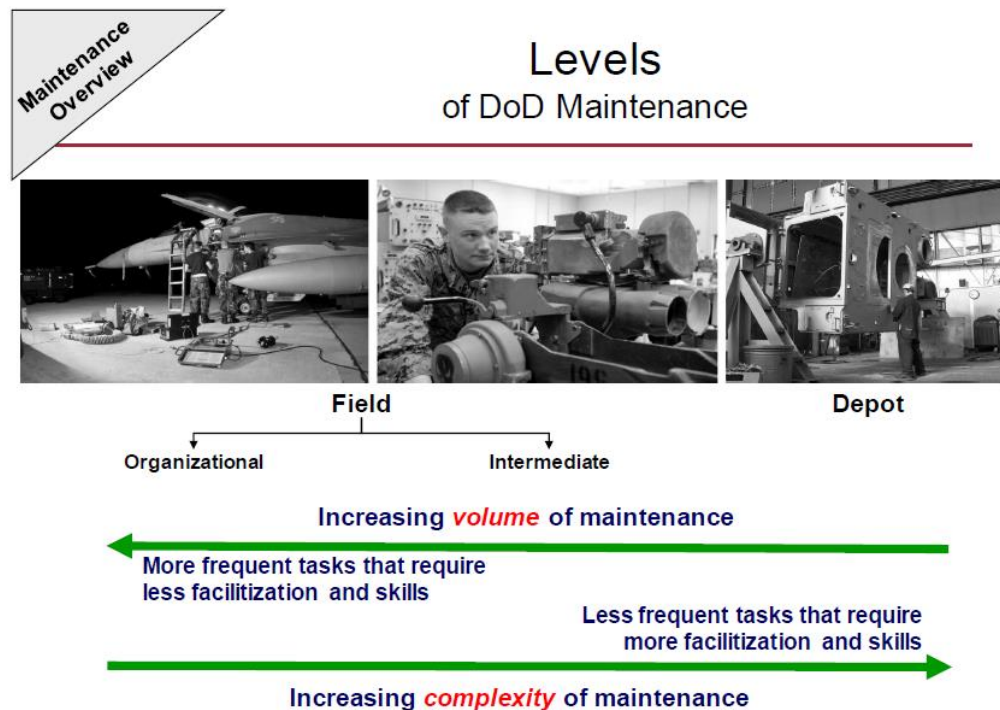 Maintenance
Overview
Levels
of DoD Maintenance
196
Field
Depot
Organizational
Intermediate
Increasing volume of maintenance
More frequent tasks that require
less facilitization and skills
Less frequent tasks that require
more facilitization and skills
Increasing complexity of maintenance